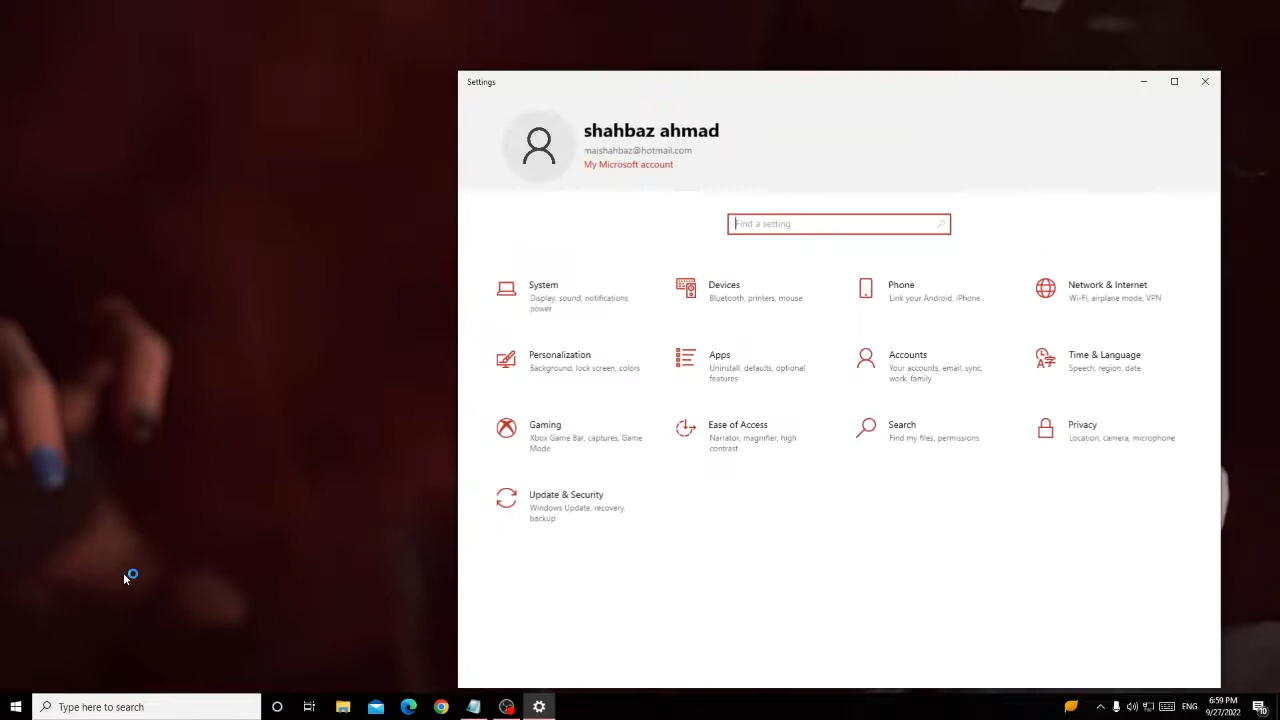 Settings
shahbaz ahmad
maishahbaz@hotmail.com
My Microsoft account
Find a setting
System
Display, sound, notifications,
power
Devices
Bluetooth, printers, mouse
Phone
Link your Android, iPhone
Network & Internet
Wi-Fi, airplane mode, VPN
Personalization
Background, lock screen, colors
Apps
Uninstall, defaults, optional
features
Accounts
Your accounts, email, sync,
work, family
Time & Language
Speech, region, date
Gaming
Xbox Game Bar, captures, Game
Mode
Ease of Access
Narrator, magnifier, high
contrast
Search
Find my files, permissions
Privacy
Location, camera, microphone
Update & Security
Windows Update, recovery,
backup
Type here to search
ENG
6:59 PM
9/27/2022
10